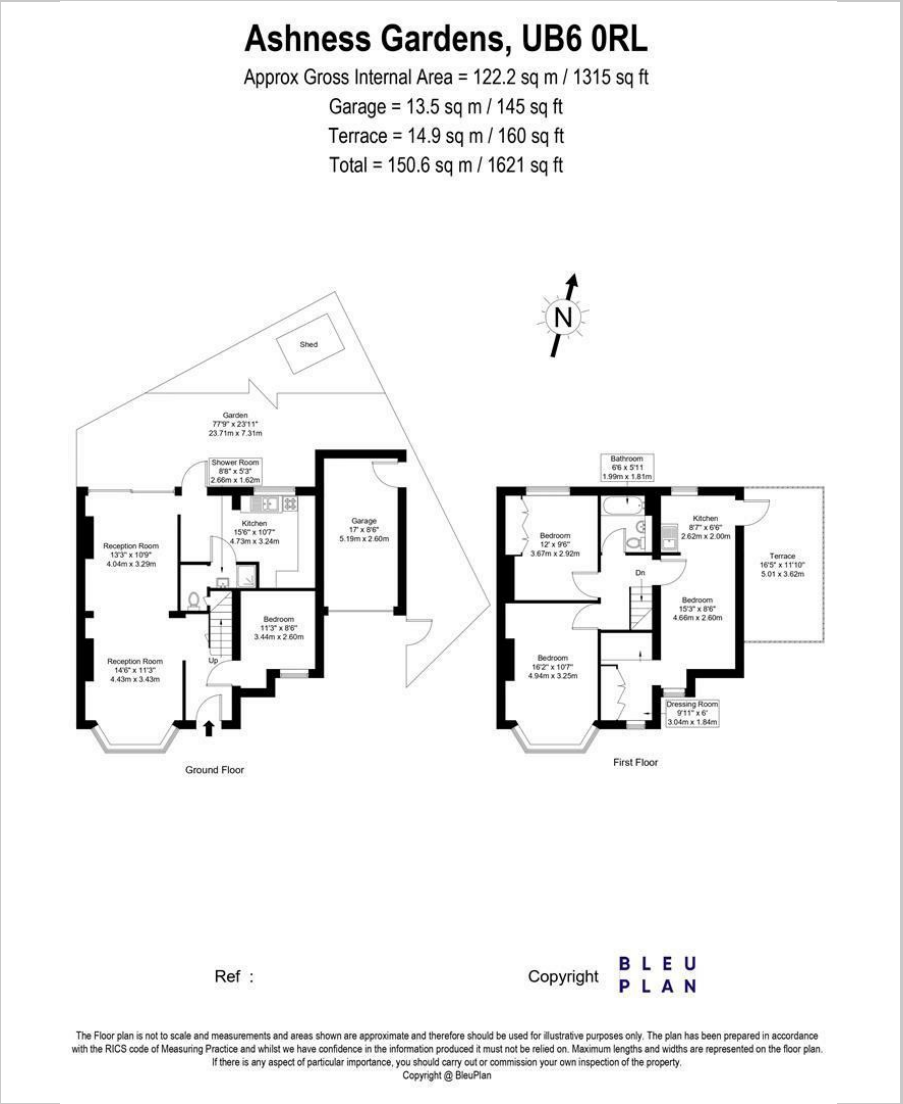 Ashness Gardens, UB6 0RL
Approx Gross Internal Area = 122.2 sq m / 1315 sq ft
Garage = 13.5 sq m / 145 sq ft
Terrace = 14.9 sq m / 160 sq ft
Total = 150.6 sq m / 1621 sq ft
N
Shed
Garden
77'9" x 23'11"
23.71m x 7.31m
Shower Room
8'8" x 5'3"
2.66m x 1.62m
Kitchen
15'6" x 10'7"
4.73m x 3.24m
Garage
17' x 8'6"
5.19m x 2.60m
Reception Room
13'3" x 10'9"
4.04m x 3.29m
Bedroom
11'3" x 8'6"
3.44m x 2.60m
Up
Reception Room
14'6" x 11'3"
4.43m x 3.43m
Ground Floor
Bathroom
6'6 x 5'11
1.99m x 1.81m
Bedroom
12' x 9'6"
3.67m x 2.92m
Kitchen
8'7" x 6'6"
2.62m x 2.00m
Terrace
16'5" x 11'10"
5.01 x 3.62m
Dn
Bedroom
15'3" x 8'6"
4.66m x 2.60m
Bedroom
16'2" x 10'7"
4.94m x 3.25m
Dressing Room
9'11" x 6'
3.04m x 1.84m
First Floor
Ref :
Copyright
BLEU
PLAN
The Floor plan is not to scale and measurements and areas shown are approximate and therefore should be used for illustrative purposes only. The plan has been prepared in accordance
with the RICS code of Measuring Practice and whilst we have confidence in the information produced it must not be relied on. Maximum lengths and widths are represented on the floor plan.
If there is any aspect of particular importance, you should carry out or commission your own inspection of the property.
Copyright @ BleuPlan